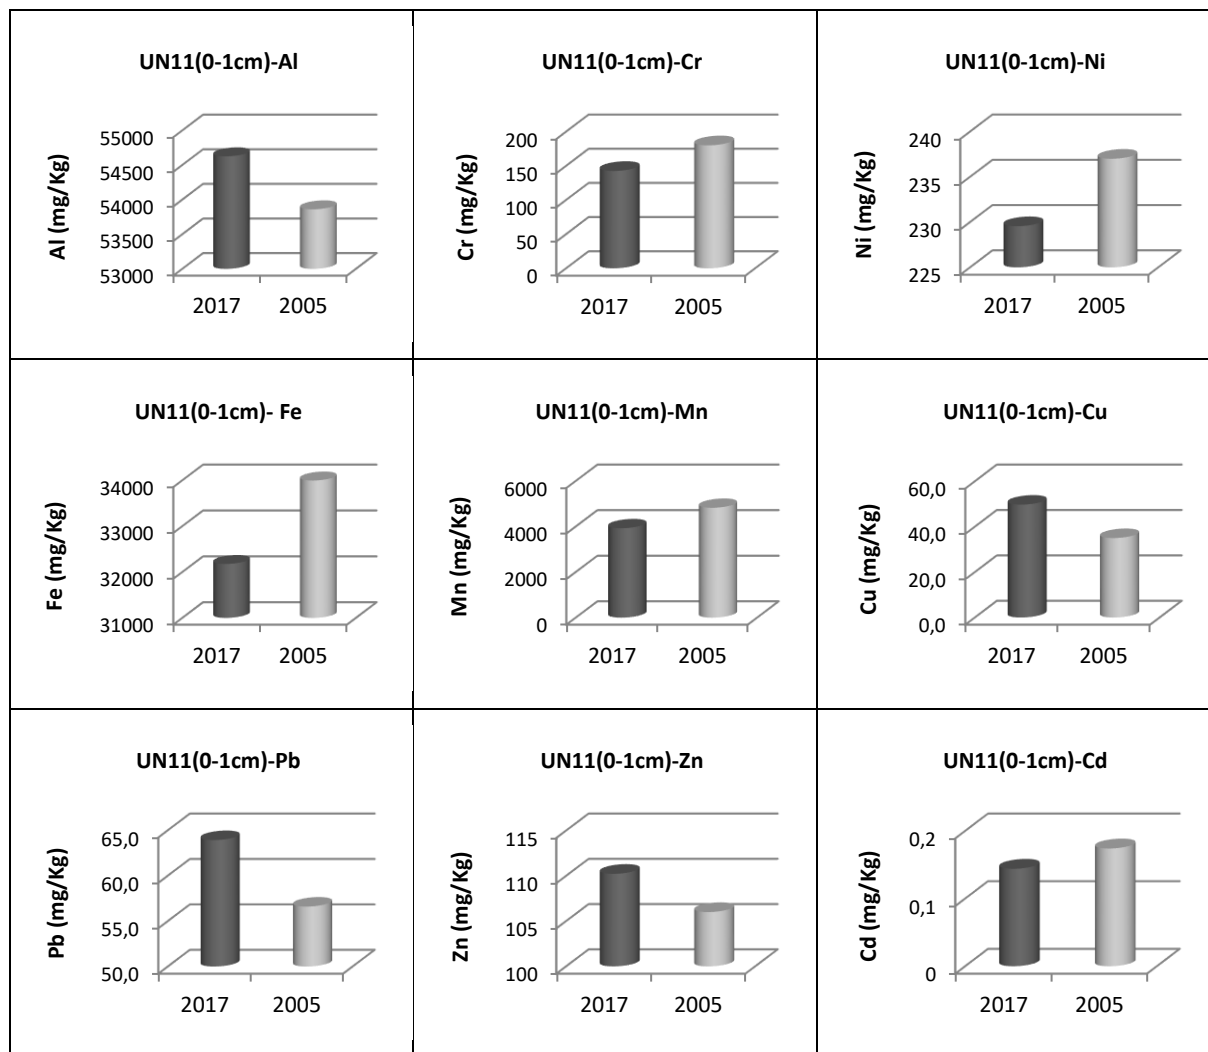 UN11(0-1cm)-Al
Al (mg/Kg)
55000
54500
54000
53500
53000
2017 2005
UN11(0-1cm)-Cr
Cr (mg/Kg)
200
150
100
50
0
2017 2005
UN11(0-1cm)-Ni
Ni (mg/Kg)
240
235
230
225
2017 2005
UN11(0-1cm)- Fe
Fe (mg/Kg)
34000
33000
32000
31000
2017 2005
UN11(0-1cm)-Mn
Mn (mg/Kg)
6000
4000
2000
0
2017 2005
UN11(0-1cm)-Cu
Cu (mg/Kg)
60,0
40,0
20,0
0,0
2017 2005
UN11(0-1cm)-Pb
Pb (mg/Kg)
65,0
60,0
55,0
50,0
2017 2005
UN11(0-1cm)-Zn
Zn (mg/Kg)
115
110
105
100
2017 2005
UN11(0-1cm)-Cd
Cd (mg/Kg)
0,2
0,1
0
2017 2005